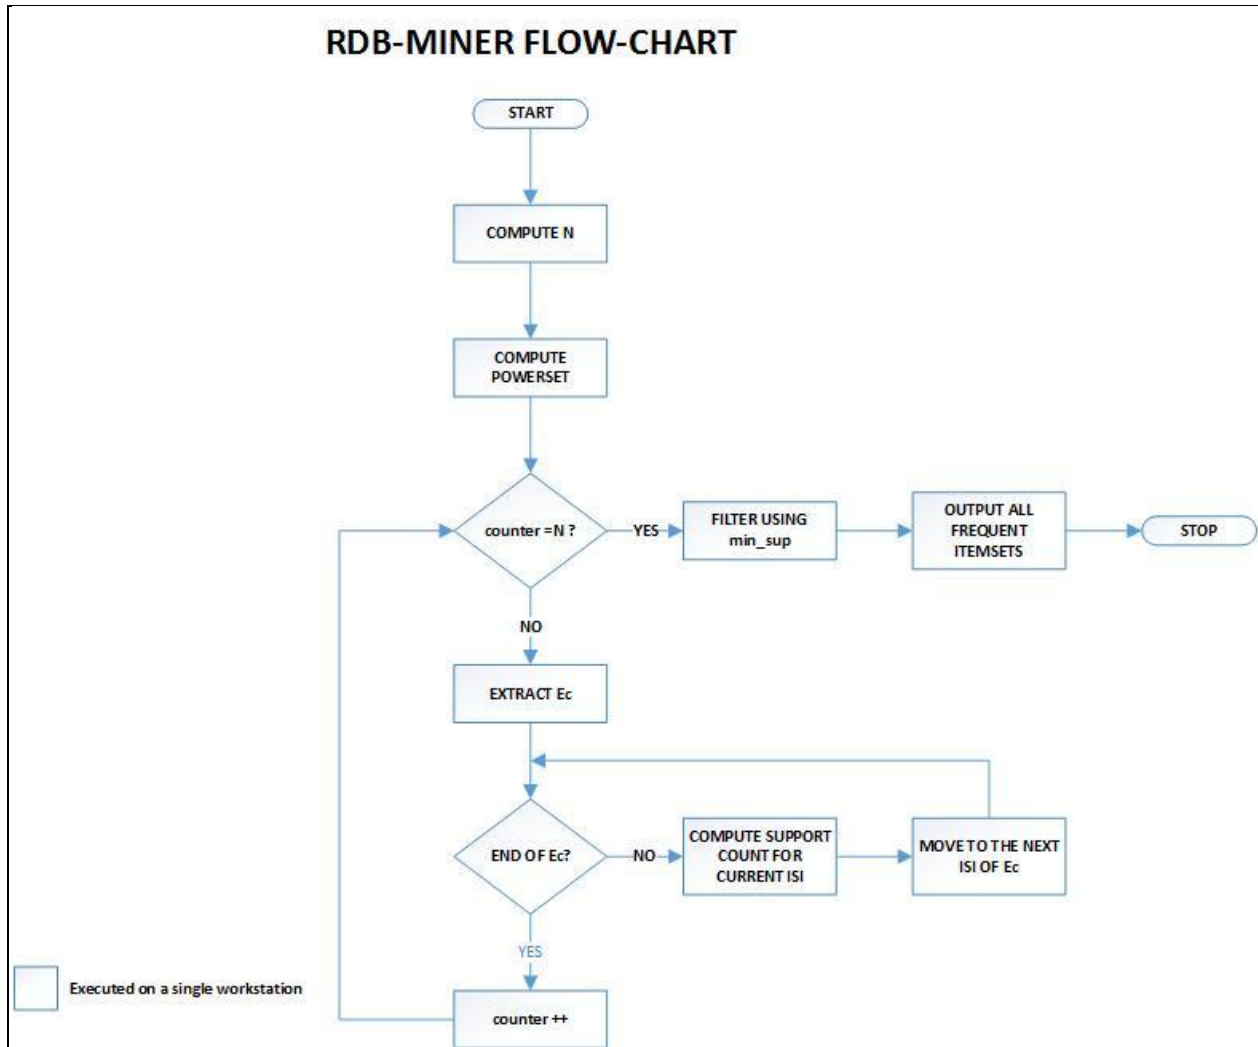 RDB-MINER FLOW-CHART
START
COMPUTE N
COMPUTE
POWERSET
counter =N ?
YES
FILTER USING
min_sup
OUTPUT ALL
FREQUENT
ITEMSETS
STOP
NO
EXTRACT Ec
END OF Ec?
NO
COMPUTE SUPPORT
COUNT FOR
CURRENT ISI
MOVE TO THE NEXT
ISI OF Ec
YES
counter ++
Executed on a single workstation